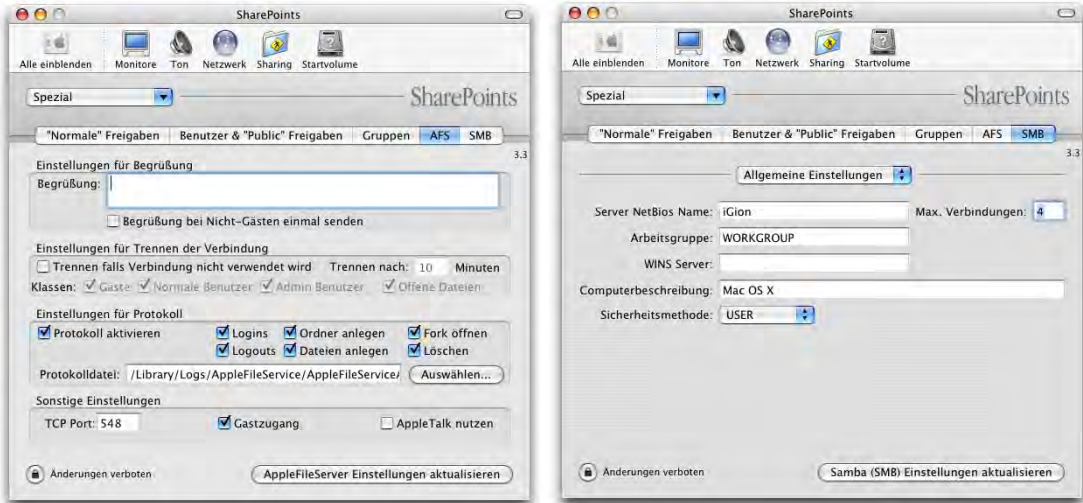 SharePoints
Alle einblenden Monitore Ton Netzwerk Sharing Startvolume
Spezial SharePoints
"Normale" Freigaben Benutzer & "Public" Freigaben Gruppen AFS SMB
3.3
Einstellungen für Begrüßung
Begrüßung:
Begrüßung bei Nicht-Gästen einmal senden
Einstellungen für Trennen der Verbindung
Trennen falls Verbindung nicht verwendet wird Trennen nach: 10 Minuten
Klassen: Gäste Normale Benutzer Admin Benutzer Offene Dateien
Einstellungen für Protokoll
Protokoll aktivieren Logins Ordner anlegen Fork öffnen
Logouts Dateien anlegen Löschen
Protokolldatei: /Library/Logs/AppleFileService/AppleFileService/ Auswählen...
Sonstige Einstellungen
TCP Port: 548 Gastzugang AppleTalk nutzen
Änderungen verboten AppleFileServer Einstellungen aktualisieren
SharePoints
Alle einblenden Monitore Ton Netzwerk Sharing Startvolume
Spezial SharePoints
"Normale" Freigaben Benutzer & "Public" Freigaben Gruppen AFS SMB
3.3
Allgemeine Einstellungen
Server NetBios Name: iGion Max. Verbindungen: 4
Arbeitsgruppe: WORKGROUP
WINS Server:
Computerbeschreibung: Mac OS X
Sicherheitsmethode: USER
Änderungen verboten Samba (SMB) Einstellungen aktualisieren